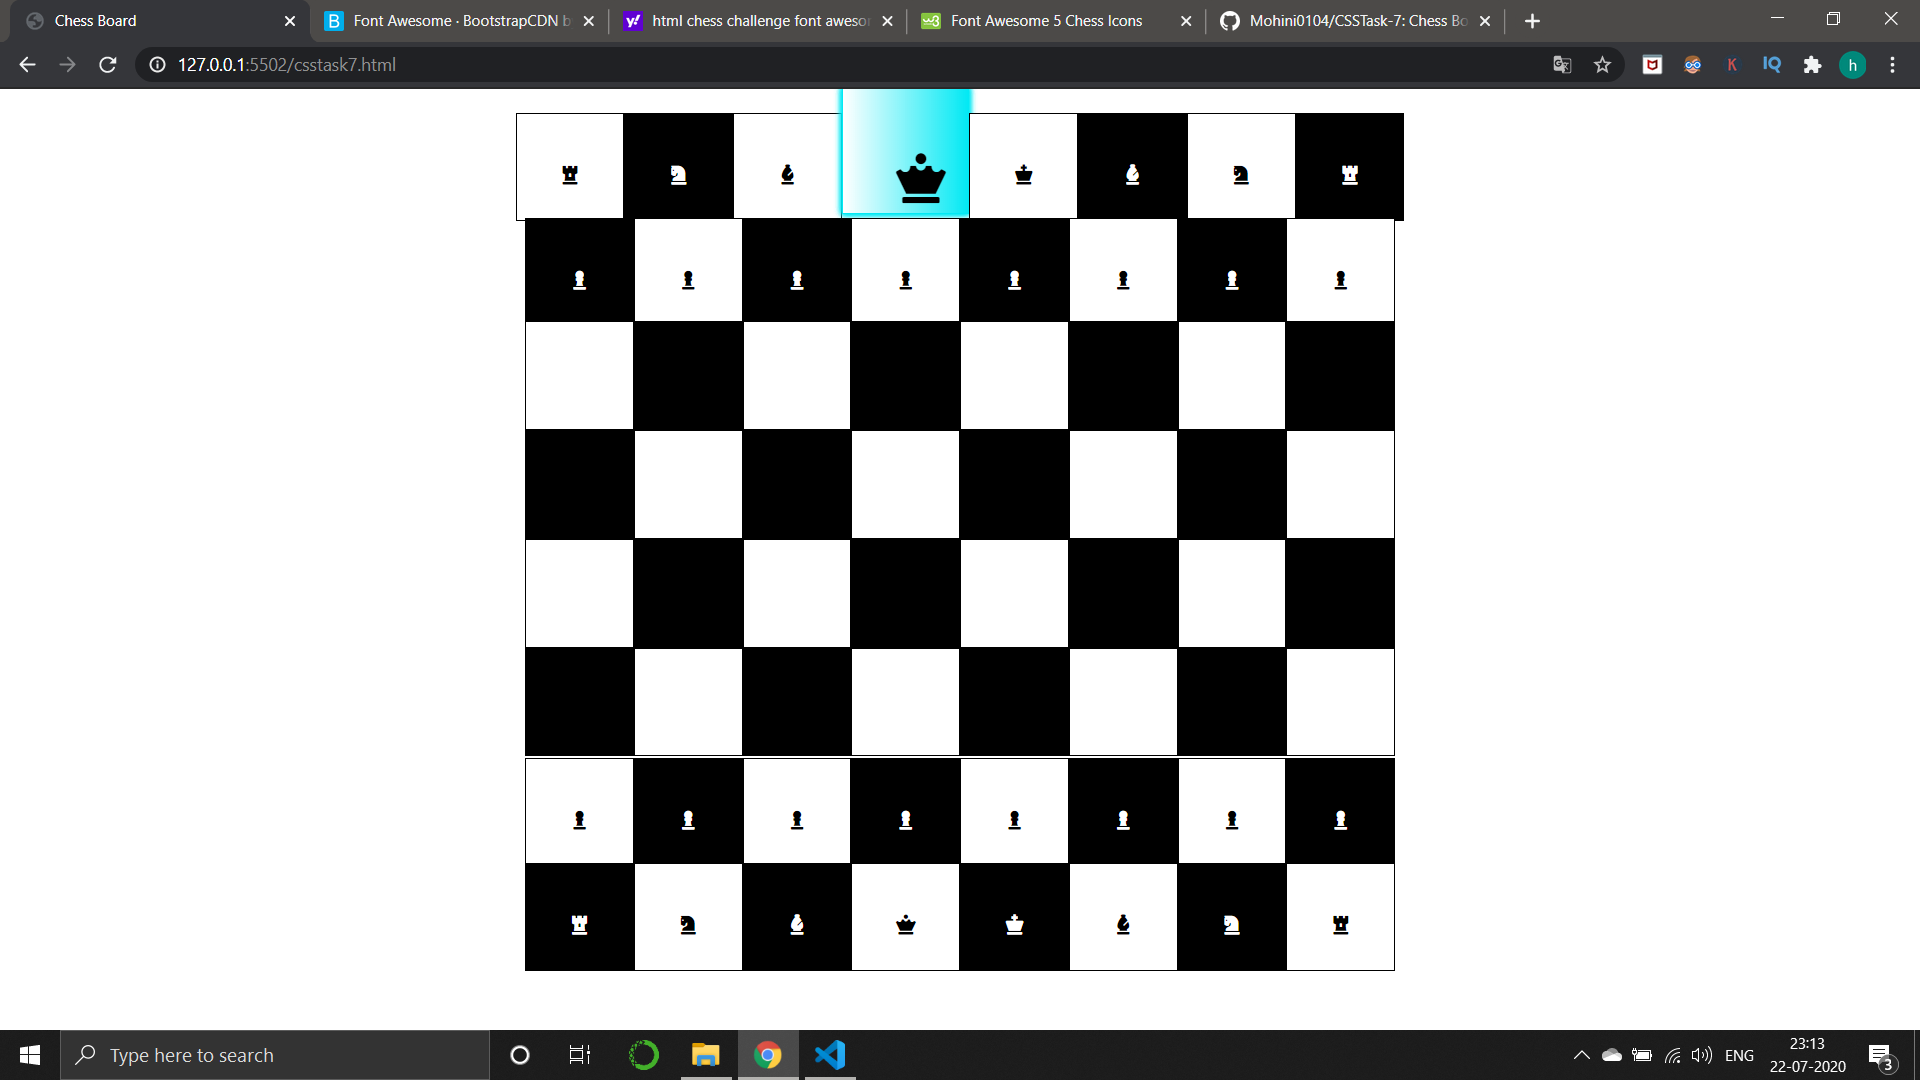 Chess Board
Font Awesome · BootstrapCDN b
html chess challenge font aweso
Font Awesome 5 Chess Icons
Mohini0104/CSSTask-7: Chess Bo
127.0.0.1:5502/csstask7.html
K
IQ
h
Type here to search
ENG
23:13
22-07-2020
3